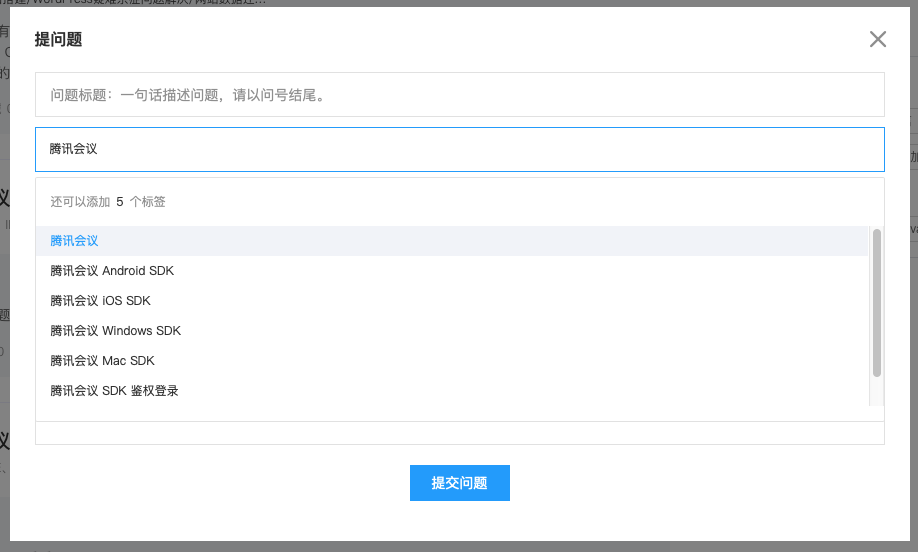 提问题
问题标题：一句话描述问题，请以问号结尾。
腾讯会议
还可以添加 5 个标签
腾讯会议
腾讯会议 Android SDK
腾讯会议 iOS SDK
腾讯会议 Windows SDK
腾讯会议 Mac SDK
腾讯会议 SDK 鉴权登录
提交问题